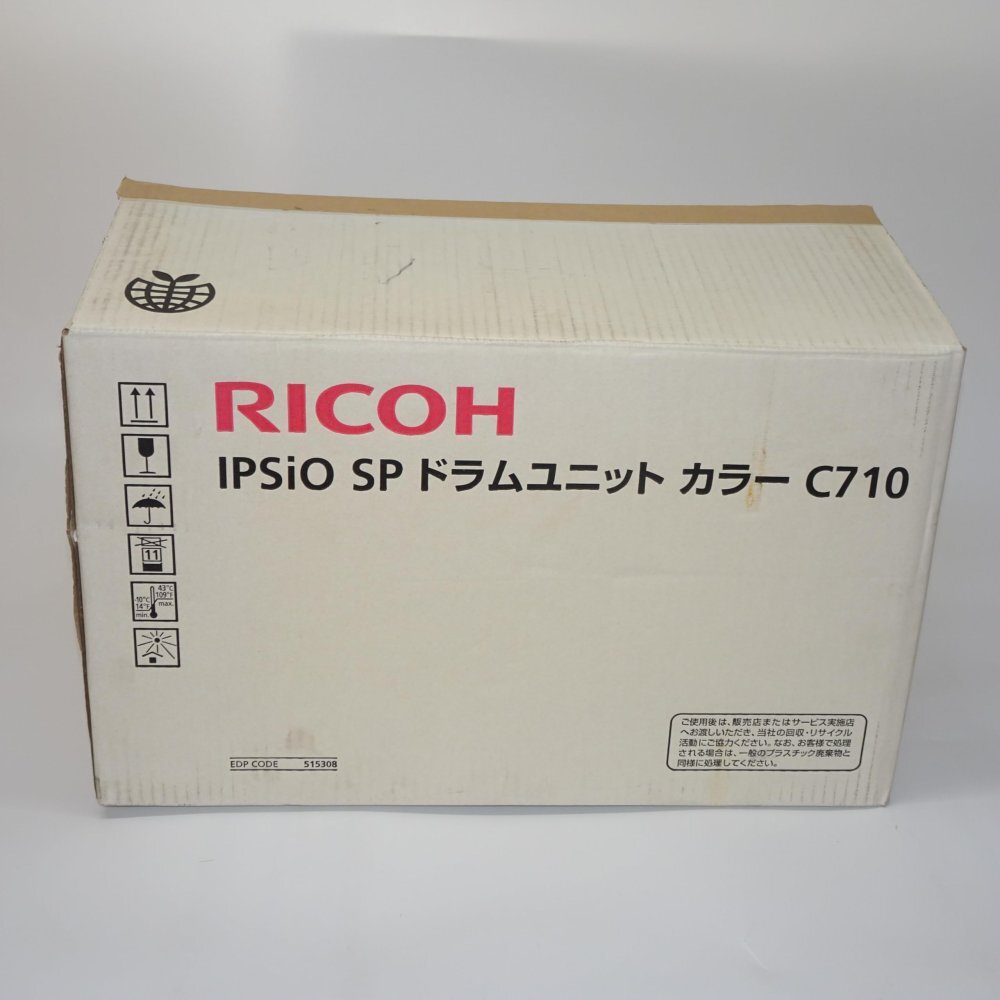 RICOH
IPSiO SP ドラムユニット カラー C710
11
43°C
109°F
max.
-10°C
14°F
min.
ご使用後は、販売店またはサービス実施店
へお渡しいただき、当社の回収・リサイクル
活動にご協力ください。なお、お客様で処理
される場合は、一般のプラスチック廃棄物と
同様に処理してください。
EDP CODE 515308